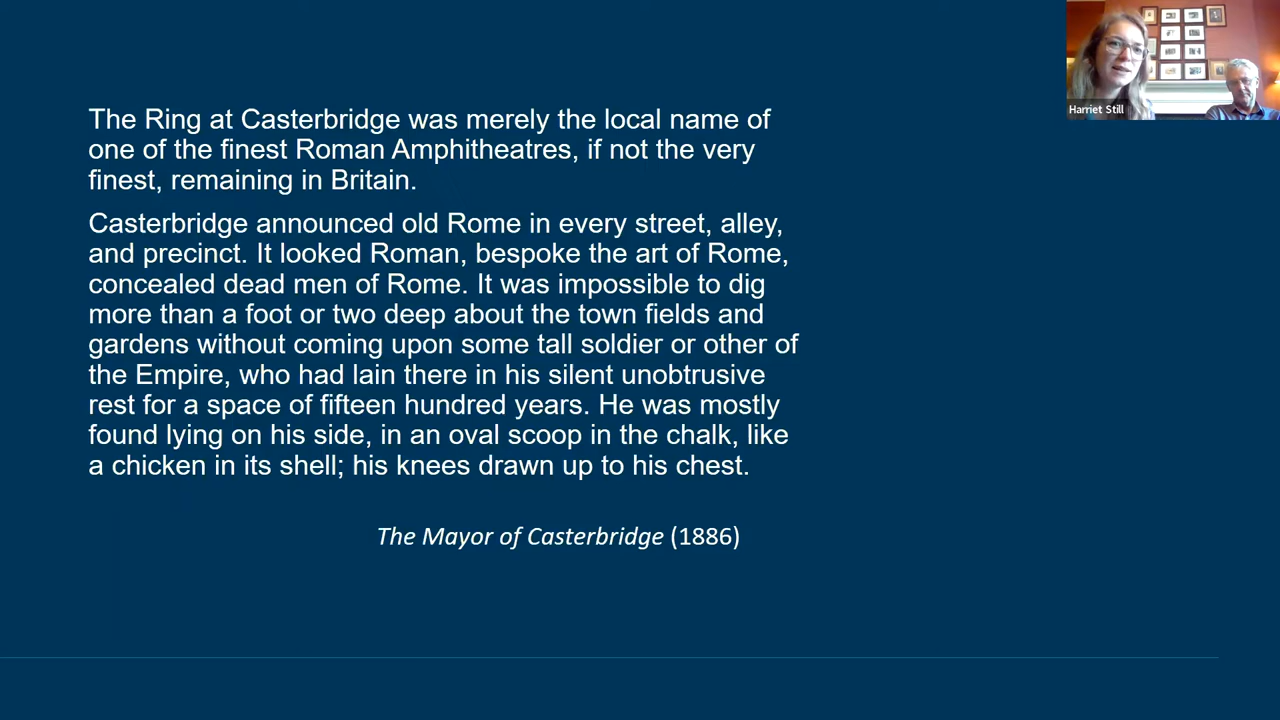 The Ring at Casterbridge was merely the local name of
one of the finest Roman Amphitheatres, if not the very
finest, remaining in Britain.
Casterbridge announced old Rome in every street, alley,
and precinct. It looked Roman, bespoke the art of Rome,
concealed dead men of Rome. It was impossible to dig
more than a foot or two deep about the town fields and
gardens without coming upon some tall soldier or other of
the Empire, who had lain there in his silent unobtrusive
rest for a space of fifteen hundred years. He was mostly
found lying on his side, in an oval scoop in the chalk, like
a chicken in its shell; his knees drawn up to his chest.
The Mayor of Casterbridge (1886)
Harriet Still